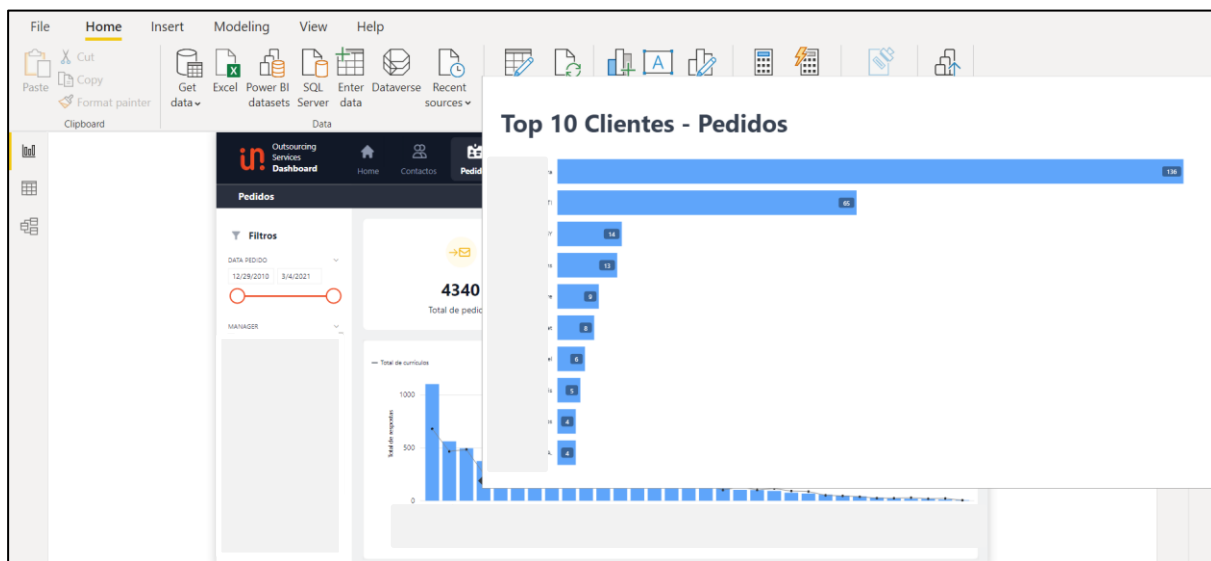 File Home Insert Modeling View Help
Paste
Cut
Copy
Format painter
Clipboard
Get data
Excel
Power BI datasets
SQL Server
Enter data
Dataverse
Recent sources
Data
Outsourcing
Services
Dashboard
Home
Contactos
Pedidos
Filtros
DATA PEDIDO
12/29/2010 3/4/2021
MANAGER
4340
Total de
Total de currículos
Total de respostas
1000
500
0
Top 10 Clientes - Pedidos
136
65
14
13
9
8
6
5
4
4